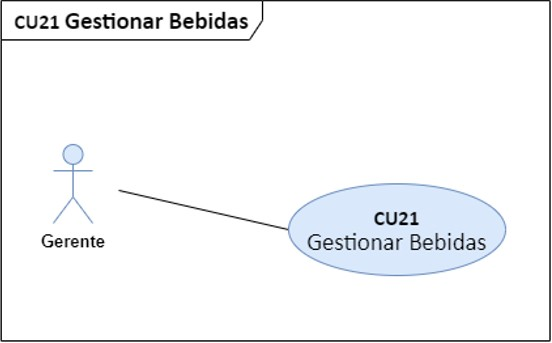 CU21 Gestionar Bebidas
Gerente
CU21
Gestionar Bebidas